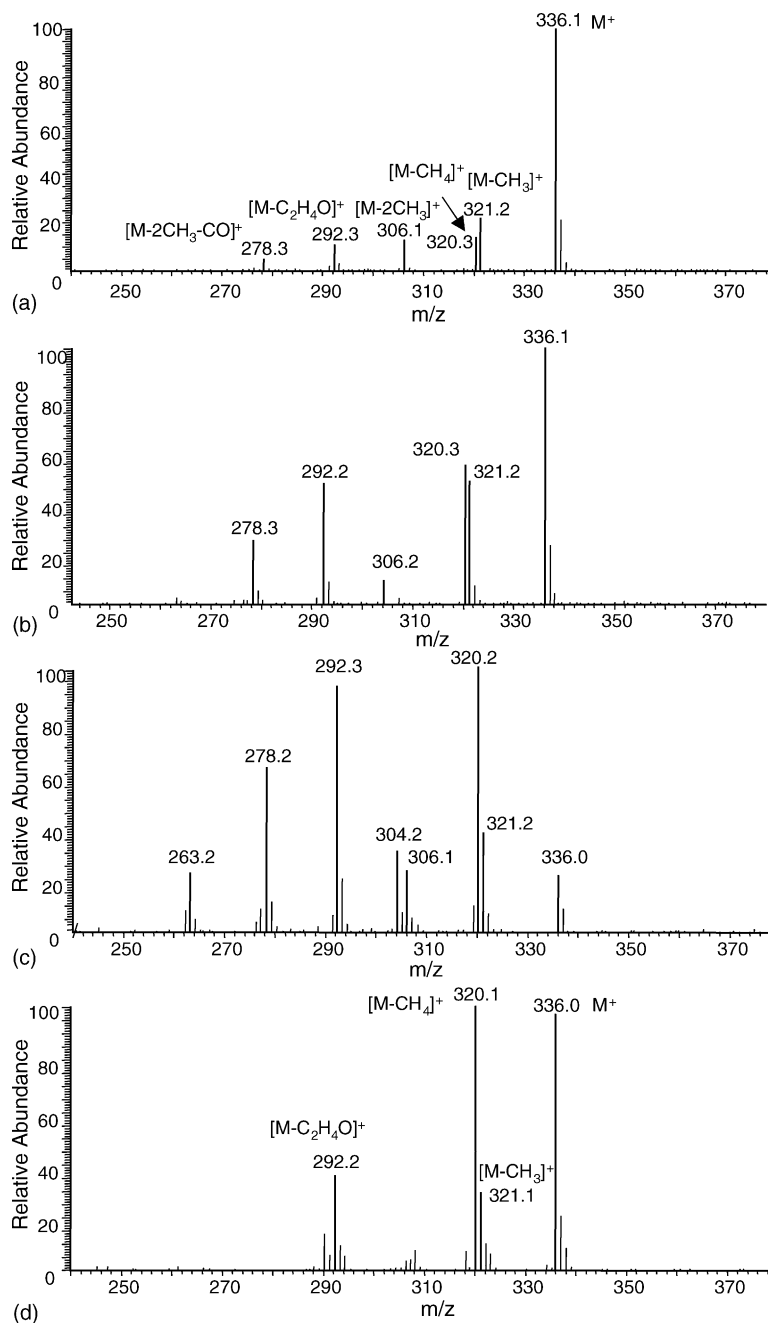 336.1 M+
100
80
60
40
20
0
Relative Abundance
[M-CH4]+
[M-CH3]+
[M-C2H4O]+
[M-2CH3]+
321.2
[M-2CH3-CO]+
292.3
306.1
320.3
278.3
250 270 290 310 330 350 370
(a)
m/z
336.1
100
80
60
40
20
0
Relative Abundance
320.3
292.2
321.2
278.3
306.2
250 270 290 310 330 350 370
(b)
m/z
320.2
292.3
100
80
60
40
20
0
Relative Abundance
278.2
304.2
321.2
263.2
306.1
336.0
250 270 290 310 330 350 370
(c)
m/z
[M-CH4]+ 320.1
336.0 M+
100
80
60
40
20
0
Relative Abundance
[M-C2H4O]+
292.2
[M-CH3]+
321.1
250 270 290 310 330 350 370
(d)
m/z